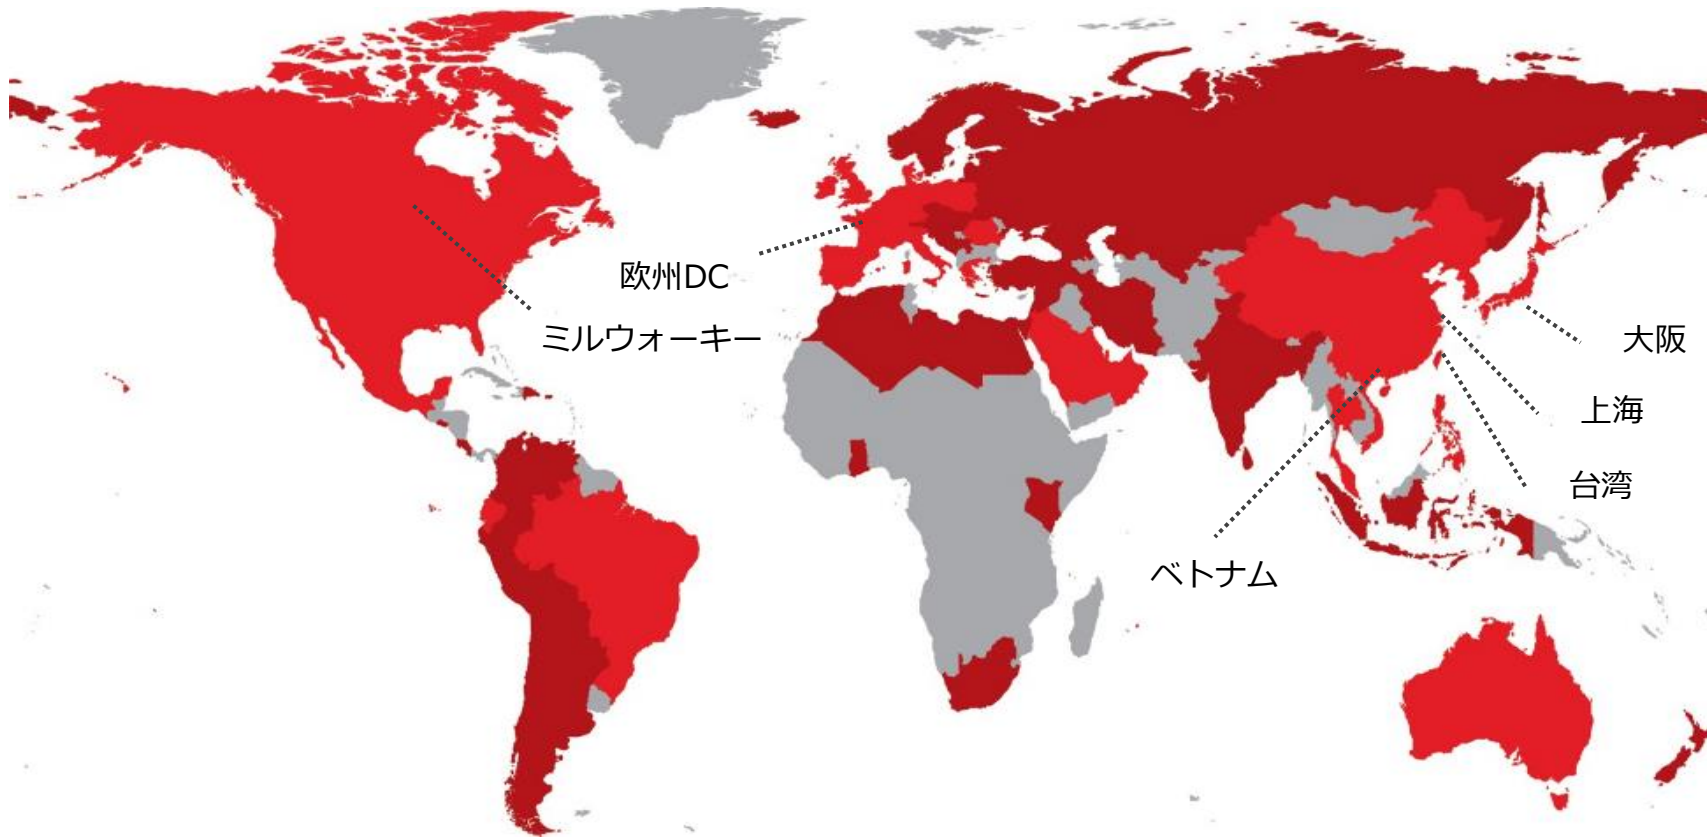 欧州DC
ミルウォーキー
大阪
上海
台湾
ベトナム